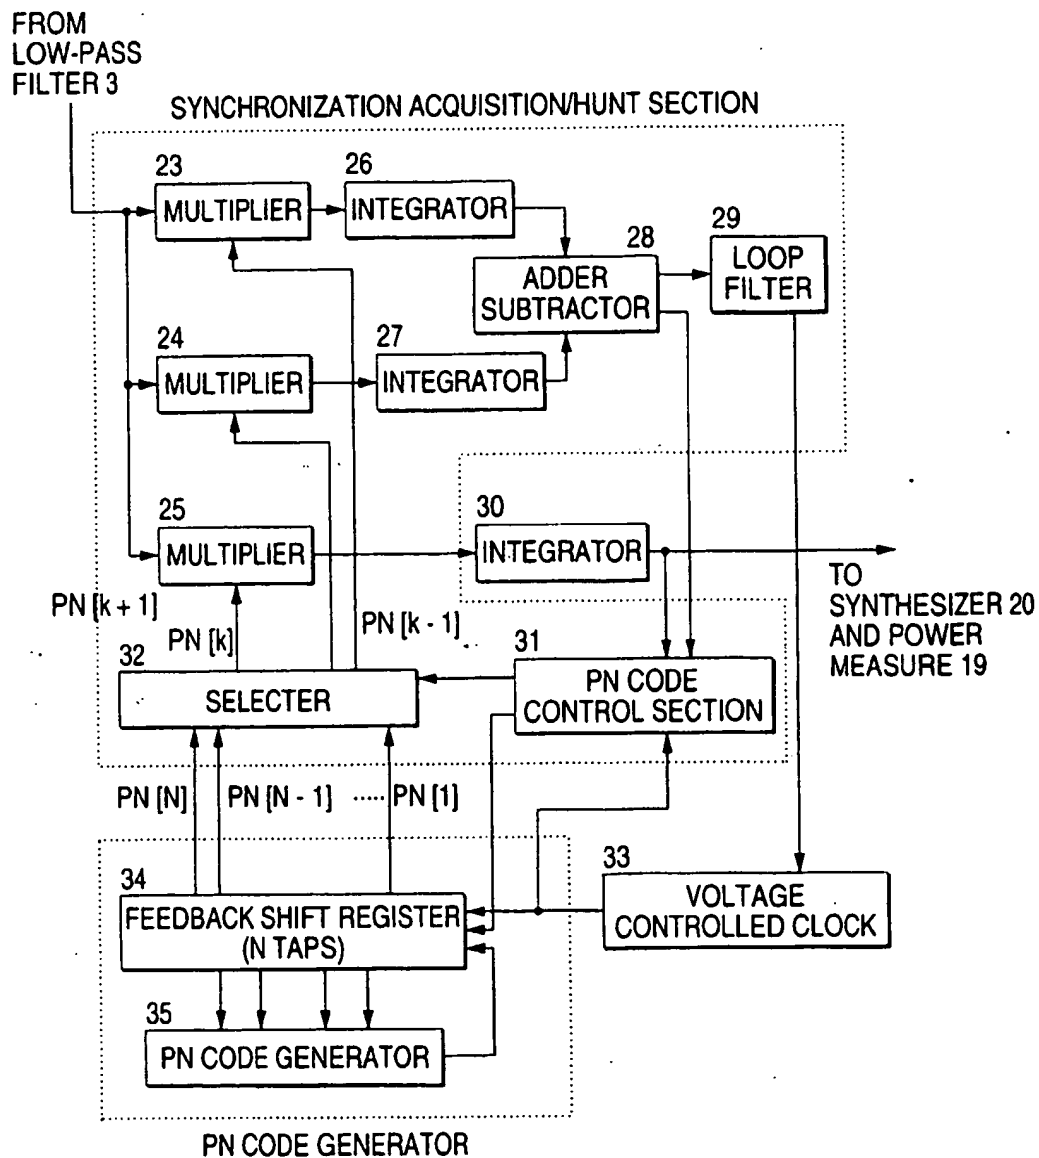 FROM
LOW-PASS
FILTER 3
SYNCHRONIZATION ACQUISITION/HUNT SECTION
23
MULTIPLIER
26
INTEGRATOR
28
ADDER
SUBTRACTOR
29
LOOP
FILTER
24
MULTIPLIER
27
INTEGRATOR
25
MULTIPLIER
30
INTEGRATOR
TO
SYNTHESIZER 20
AND POWER
MEASURE 19
PN [k + 1]
PN [k]
PN [k - 1]
32
SELECTER
31
PN CODE
CONTROL SECTION
PN [N]
PN [N - 1]
.....
PN [1]
34
FEEDBACK SHIFT REGISTER
(N TAPS)
33
VOLTAGE
CONTROLLED CLOCK
35
PN CODE GENERATOR
PN CODE GENERATOR